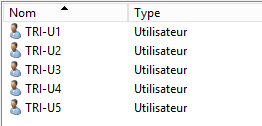 Nom Type
TRI-U1 Utilisateur
TRI-U2 Utilisateur
TRI-U3 Utilisateur
TRI-U4 Utilisateur
TRI-U5 Utilisateur